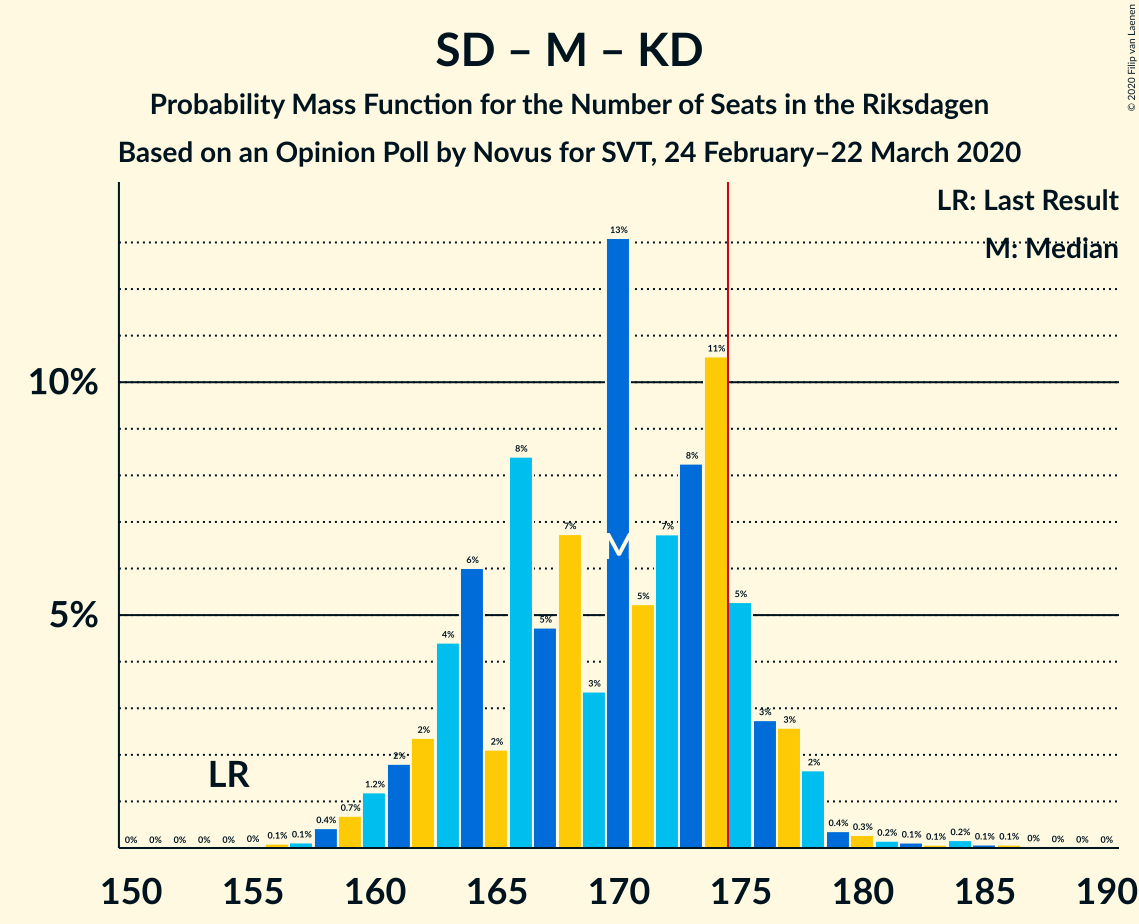 SD – M – KD
Probability Mass Function for the Number of Seats in the Riksdagen
Based on an Opinion Poll by Novus for SVT, 24 February–22 March 2020
© 2020 Filip van Laenen
LR: Last Result
M: Median
10%
5%
LR
M
0% 0% 0% 0% 0% 0% 0.1% 0.1% 0.4% 0.7% 1.2% 2% 2% 4% 6% 2% 8% 5% 7% 3% 13% 5% 7% 8% 11% 5% 3% 3% 2% 0.4% 0.3% 0.2% 0.1% 0.1% 0.2% 0.1% 0.1% 0% 0% 0% 0%
150 155 160 165 170 175 180 185 190